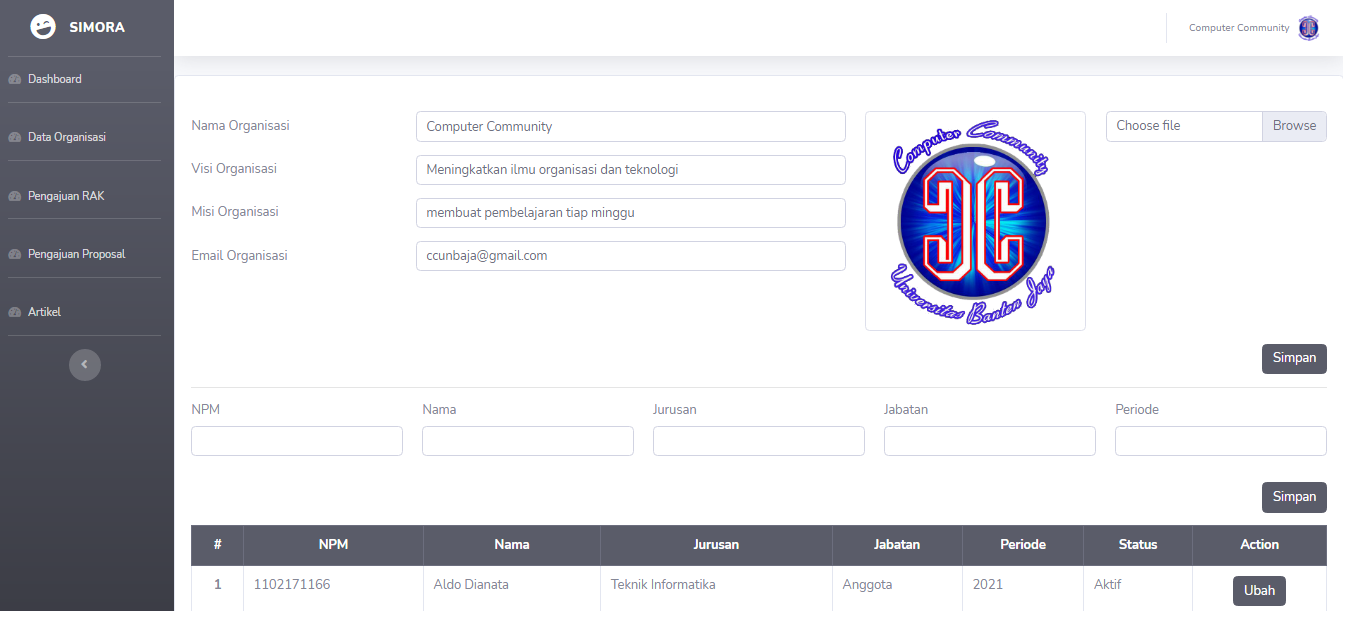 SIMORA
Computer Community
Dashboard
Data Organisasi
Pengajuan RAK
Pengajuan Proposal
Artikel
Nama Organisasi
Computer Community
Visi Organisasi
Meningkatkan ilmu organisasi dan teknologi
Misi Organisasi
membuat pembelajaran tiap minggu
Email Organisasi
ccunbaja@gmail.com
Computer Community
CC
Universitas Banten Jaya
Choose file Browse
Simpan
NPM Nama Jurusan Jabatan Periode
Simpan
# NPM Nama Jurusan Jabatan Periode Status Action
1 1102171166 Aldo Dianata Teknik Informatika Anggota 2021 Aktif Ubah